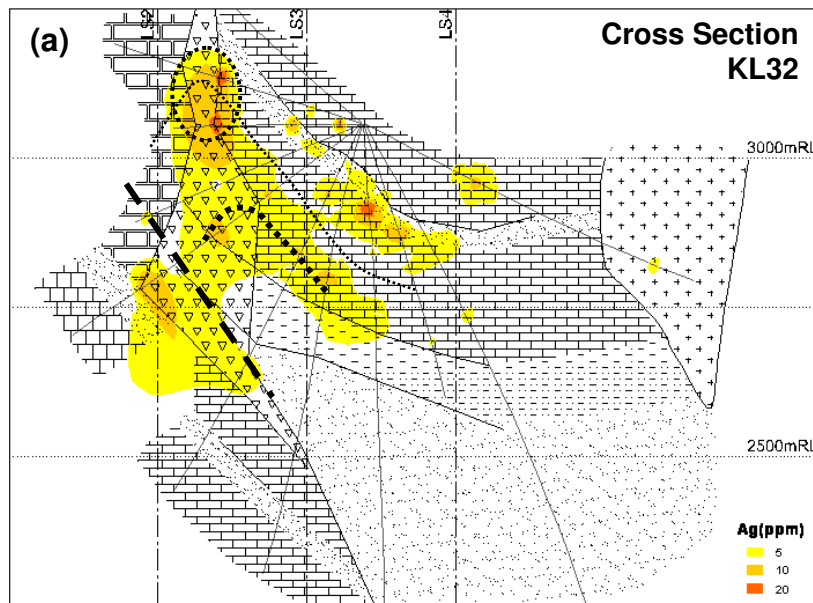 (a)
LS2
LS3
LS4
Cross Section
KL32
3000mRL
2500mRL
Ag(ppm)
5
10
20